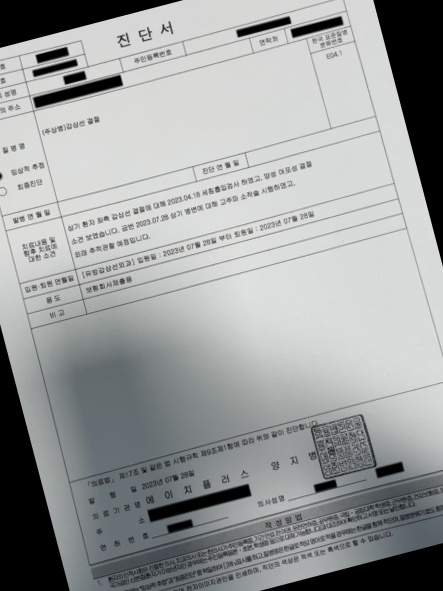 진 단 서
호
호
주민등록번호
연락처
한국 표준질병 분류번호
성명
의 주소
E04.1
질 병 명
(주상병)갑상선 결절
임상적 추정
최종진단
발병 연 월 일
진단 연 월 일
치료내용 및 향후 치료에 대한 소견
상기 환자 좌측 갑상선 결절에 대해 2023.04.18 세침흡인검사 하였고, 양성 여포성 결절
소견 보였습니다. 금번 2023.07.28 상기 병변에 대해 고주파 소작술 시행하였고,
외래 추적관찰 예정입니다.
입원·퇴원 연월일
[유방갑상선외과] 입원일 : 2023년 07월 28일 부터 퇴원일 : 2023년 07월 28일
용 도
보험회사제출용
비 고
「의료법」 제17조 및 같은 법 시행규칙 제9조제1항에 따라 위와 같이 진단합니다.
발 행 일 2023년 07월 28일
의 료 기 관 명 에 이 치 플 러 스 양 지 병
주 소
면 허 번 호
의사성명
작 성 방 법